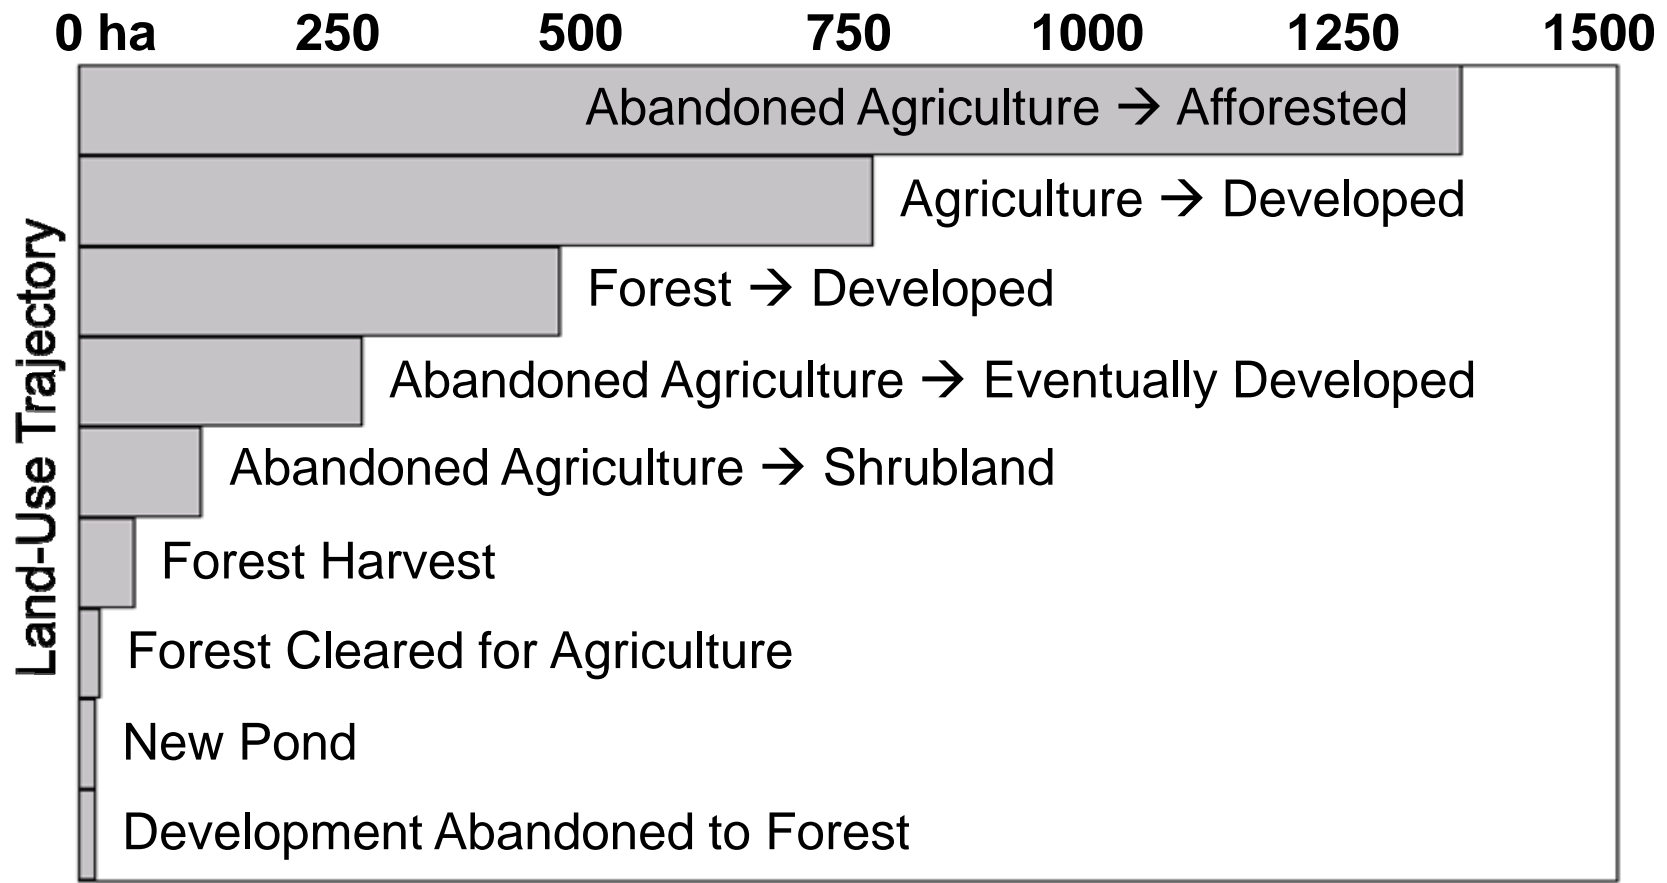 0 ha 250 500 750 1000 1250 1500
Land-Use Trajectory
Abandoned Agriculture → Afforested
Agriculture → Developed
Forest → Developed
Abandoned Agriculture → Eventually Developed
Abandoned Agriculture → Shrubland
Forest Harvest
Forest Cleared for Agriculture
New Pond
Development Abandoned to Forest